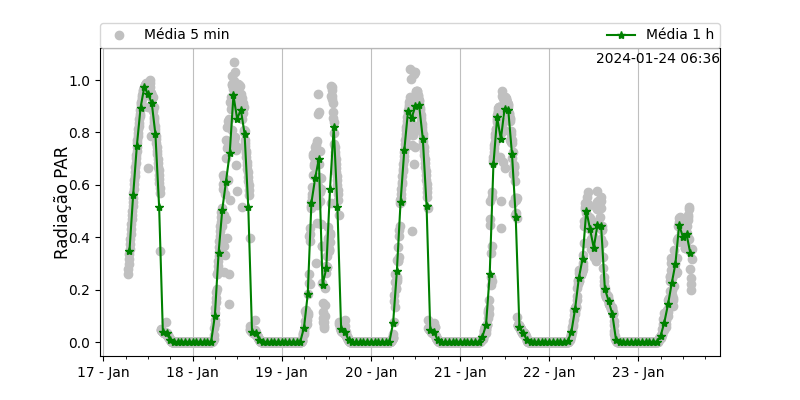 Média 5 min
Média 1 h
2024-01-24 06:36
Radiação PAR
1.0
0.8
0.6
0.4
0.2
0.0
17 - Jan
18 - Jan
19 - Jan
20 - Jan
21 - Jan
22 - Jan
23 - Jan